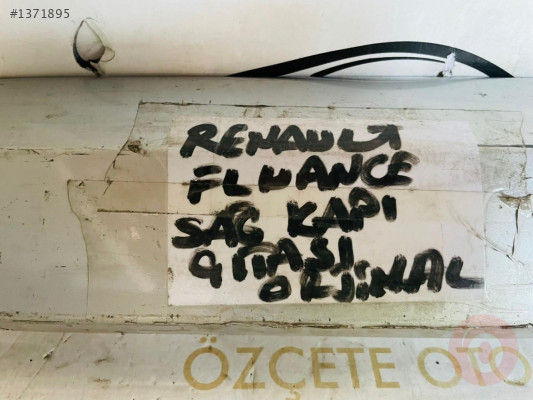 #1371895
RENAULT
FLUANCE
SAĞ KAPI
ÇITASI
ORJİNAL
ÖZÇETE OTO